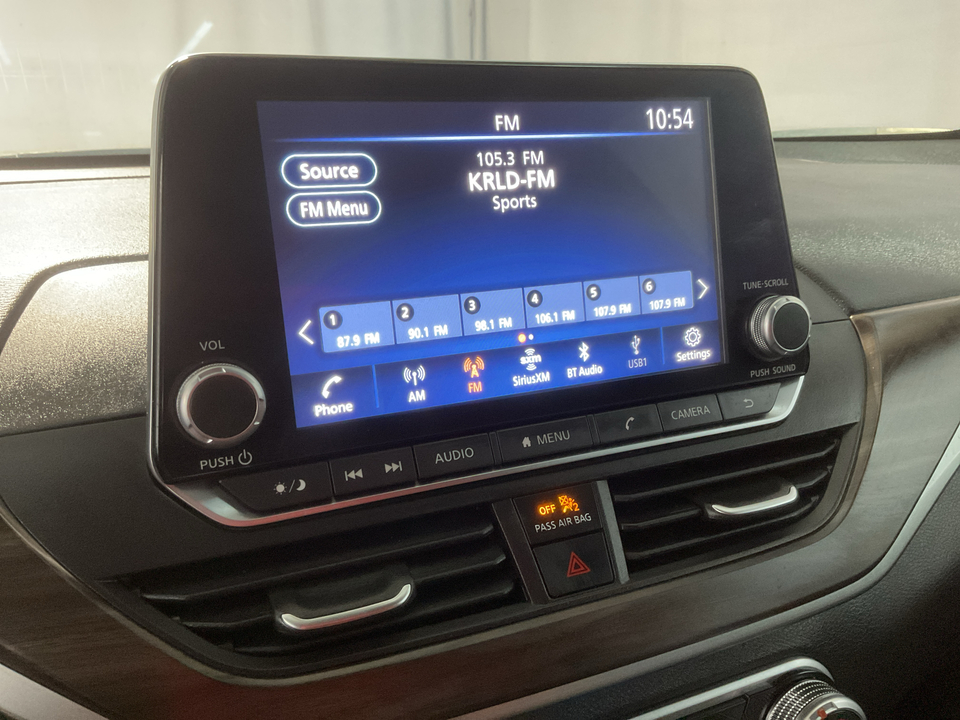 FM
10:54
Source
FM Menu
105.3 FM
KRLD-FM
Sports
1
87.9 FM
2
90.1 FM
3
98.1 FM
4
106.1 FM
5
107.9 FM
6
107.9 FM
Phone
AM
FM
sxm
SiriusXM
BT Audio
USB1
Settings
VOL
PUSH
TUNE·SCROLL
PUSH SOUND
AUDIO
MENU
CAMERA
OFF 2
PASS AIR BAG